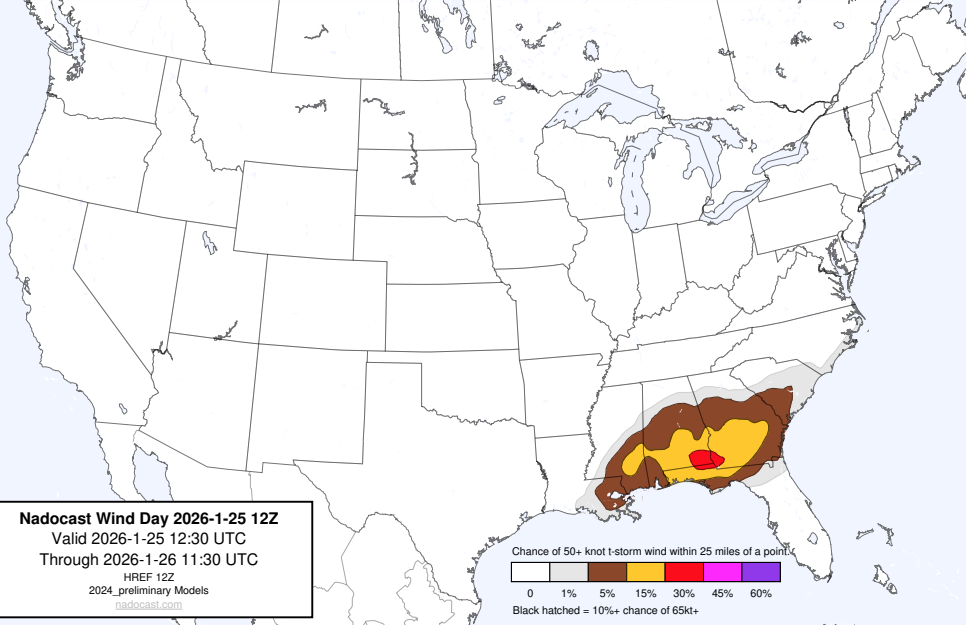 Nadocast Wind Day 2026-1-25 12Z
Valid 2026-1-25 12:30 UTC
Through 2026-1-26 11:30 UTC
HREF 12Z
2024_preliminary Models
nadocast.com
Chance of 50+ knot t-storm wind within 25 miles of a point.
0 1% 5% 15% 30% 45% 60%
Black hatched = 10%+ chance of 65kt+